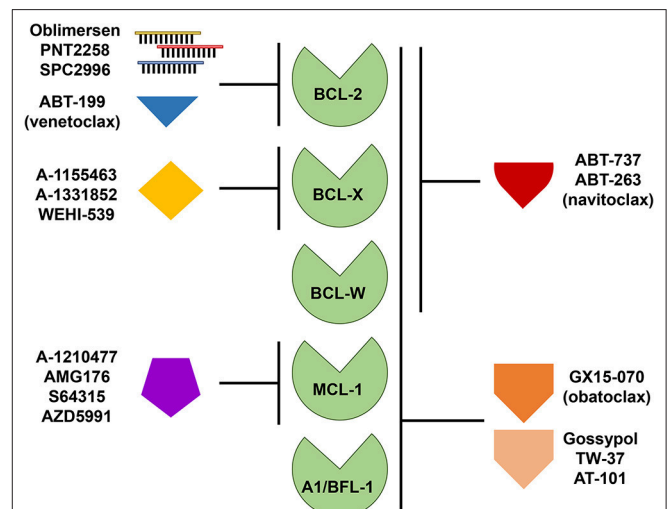 Oblimersen
PNT2258
SPC2996
ABT-199
(venetoclax)
BCL-2
A-1155463
A-1331852
WEHI-539
BCL-X
ABT-737
ABT-263
(navitoclax)
BCL-W
A-1210477
AMG176
S64315
AZD5991
MCL-1
GX15-070
(obatoclax)
Gossypol
TW-37
AT-101
A1/BFL-1